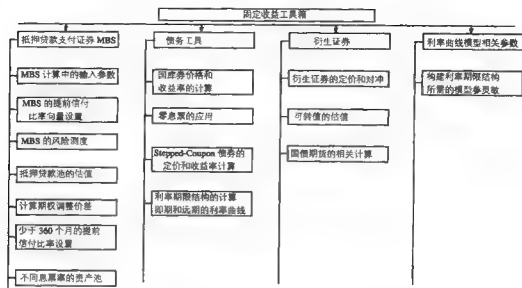 固定收益工具箱
抵押贷款支付证券 MBS
MBS 计算中的输入参数
MBS 的提前信付
比率向量设置
MBS 的风险测度
抵押贷款池的估值
计算期权调整价差
少于 360 个月的提前
信付比率设置
不同息票率的资产池
债务工具
国库券价格和
收益率的计算
零息票的应用
Stepped-Coupon 债券的
定价和收益率计算
利率期限结构的计算
即期和远期的利率曲线
衍生证券
衍生证券的定价和对冲
可转值的估值
国债期货的相关计算
利率曲线模型相关参数
构建利率期限结构
所需的模型参灵敏